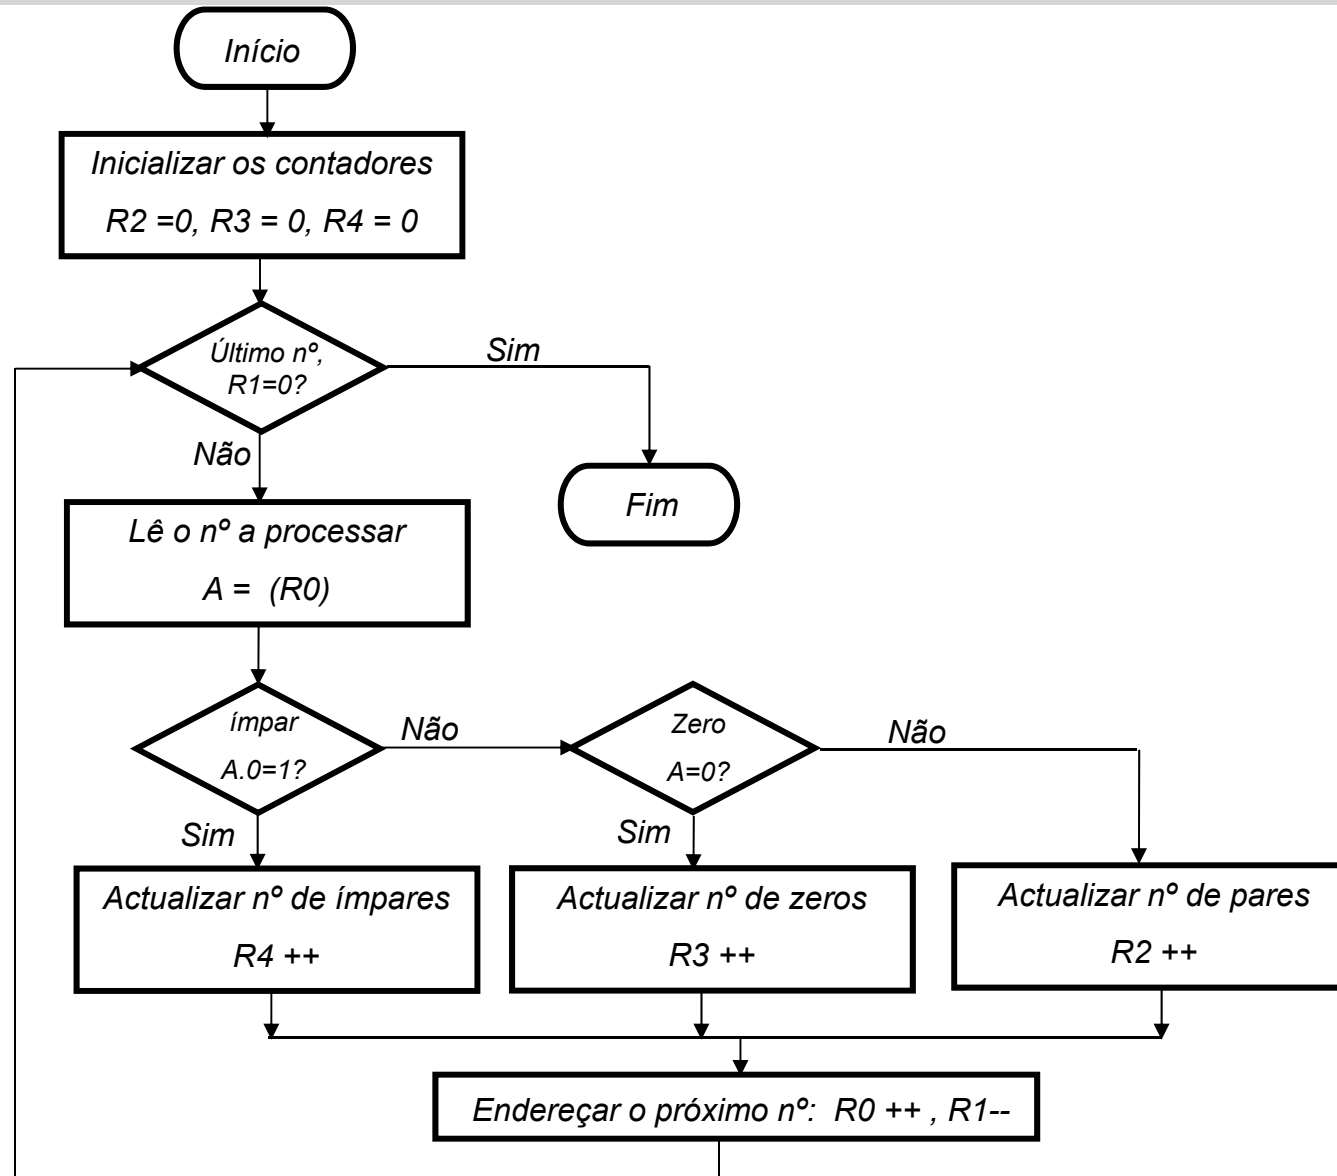 Início
Inicializar os contadores
R2 =0, R3 = 0, R4 = 0
Último nº,
R1=0?
Sim
Não
Fim
Lê o nº a processar
A = (R0)
ímpar
A.0=1?
Não
Zero
A=0?
Não
Sim
Sim
Actualizar nº de ímpares
R4 ++
Actualizar nº de zeros
R3 ++
Actualizar nº de pares
R2 ++
Endereçar o próximo nº: R0 ++ , R1--